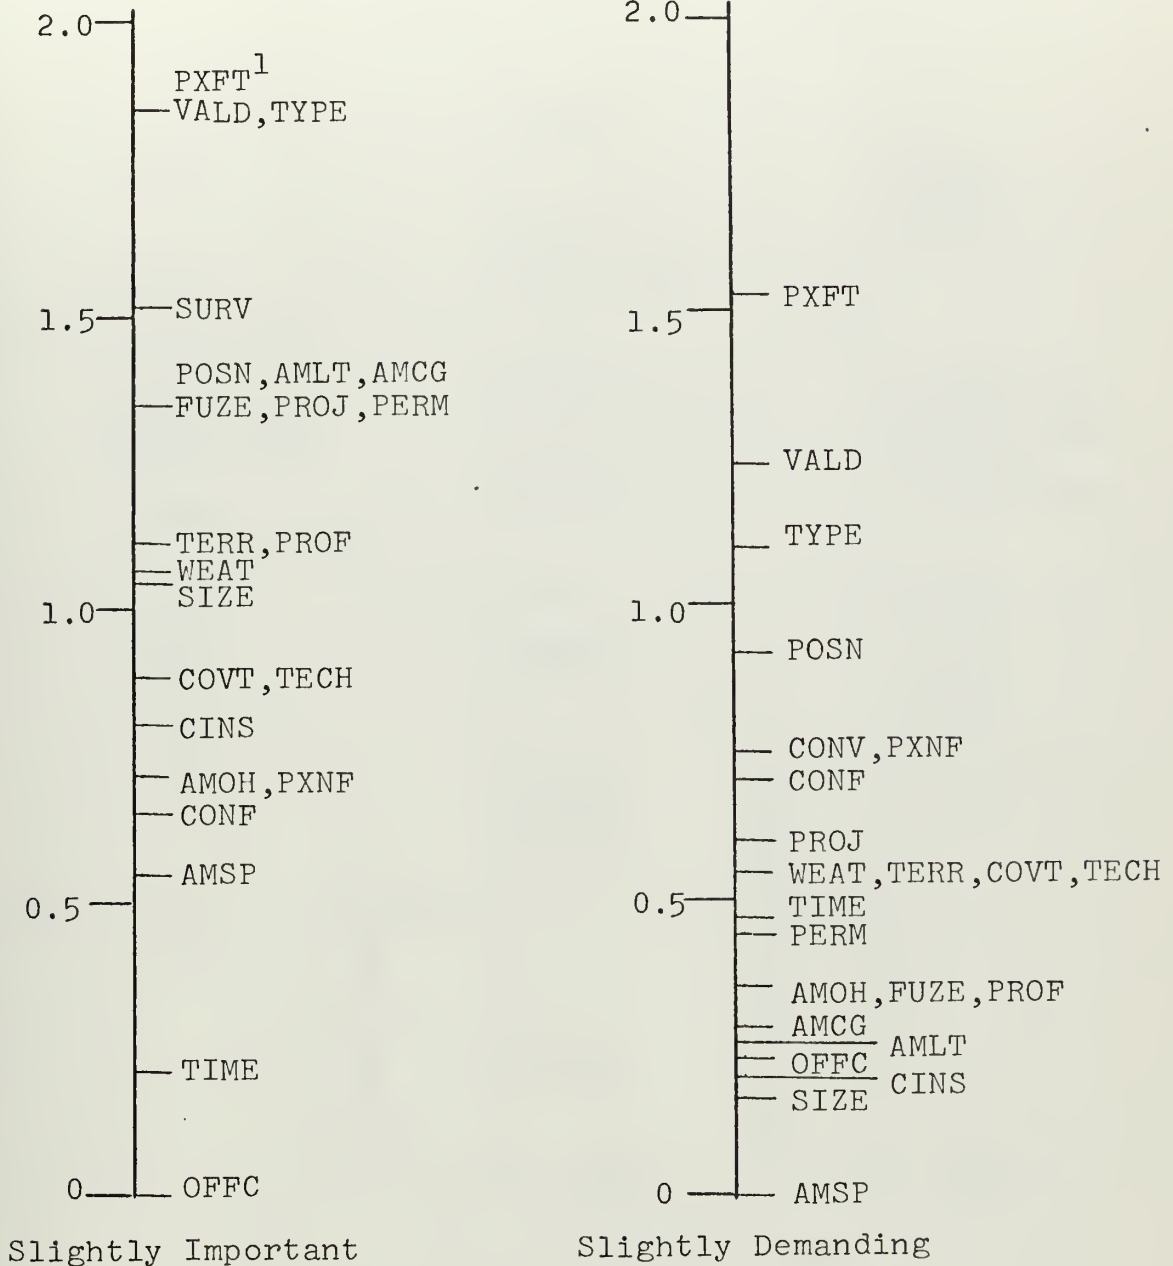 2.0
PXFT1
VALD,TYPE
SURV
1.5
POSN,AMLT,AMCG
FUZE,PROJ,PERM
TERR,PROF
WEAT
SIZE
1.0
COVT,TECH
CINS
AMOH,PXNF
CONF
AMSP
0.5
TIME
0
OFFC
Slightly Important
2.0
PXFT
1.5
VALD
TYPE
1.0
POSN
CONV,PXNF
CONF
PROJ
WEAT,TERR,COVT,TECH
0.5
TIME
PERM
AMOH,FUZE,PROF
AMCG
AMLT
OFFC
CINS
SIZE
0
AMSP
Slightly Demanding